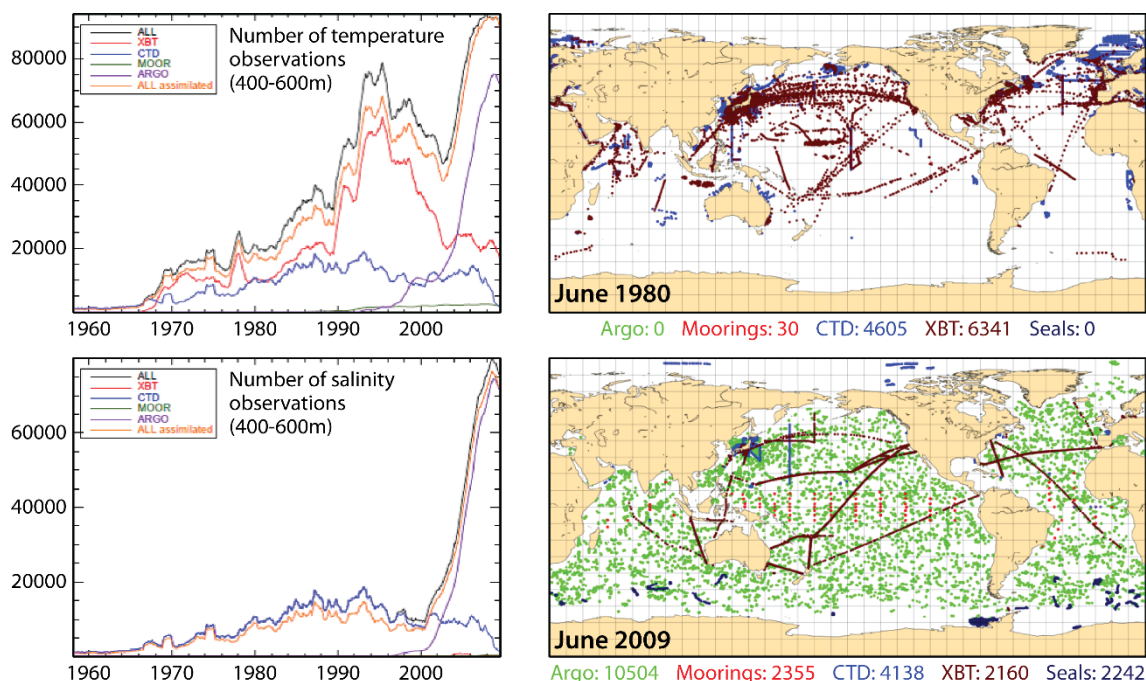 80000
60000
40000
20000
ALL
XBT
CTD
MOOR
ARGO
ALL assimilated
Number of temperature
observations
(400-600m)
1960 1970 1980 1990 2000
June 1980
Argo: 0 Moorings: 30 CTD: 4605 XBT: 6341 Seals: 0
60000
40000
20000
ALL
XBT
CTD
MOOR
ARGO
ALL assimilated
Number of salinity
observations
(400-600m)
1960 1970 1980 1990 2000
June 2009
Argo: 10504 Moorings: 2355 CTD: 4138 XBT: 2160 Seals: 2242